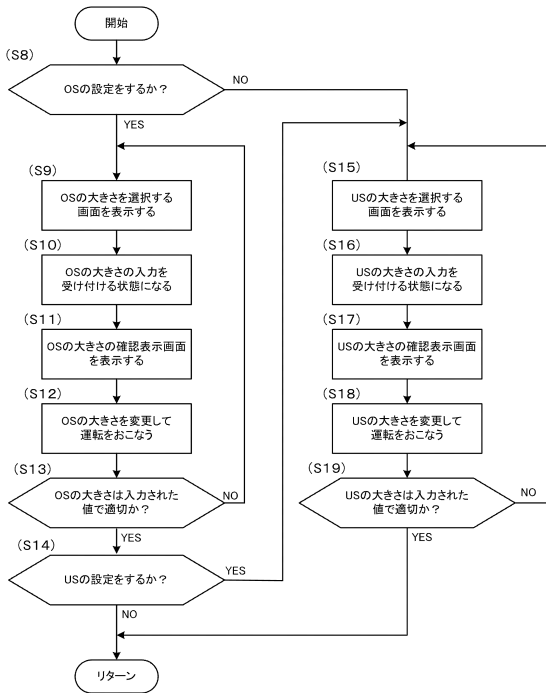 開始
(S8)
OSの設定をするか？
NO
YES
(S9)
OSの大きさを選択する
画面を表示する
(S10)
OSの大きさの入力を
受け付ける状態になる
(S11)
OSの大きさの確認表示画面
を表示する
(S12)
OSの大きさを変更して
運転をおこなう
(S13)
OSの大きさは入力された
値で適切か？
NO
YES
(S14)
USの設定をするか？
YES
NO
(S15)
USの大きさを選択する
画面を表示する
(S16)
USの大きさの入力を
受け付ける状態になる
(S17)
USの大きさの確認表示画面
を表示する
(S18)
USの大きさを変更して
運転をおこなう
(S19)
USの大きさは入力された
値で適切か？
NO
YES
リターン